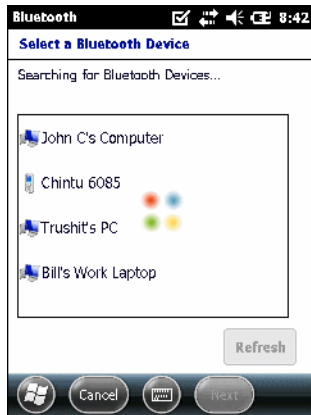 Bluetooth 8:42
Select a Bluetooth Device
Searching for Bluetooth Devices...
John C's Computer
Chintu 6085
Trushit's PC
Bill's Work Laptop
Refresh
Cancel Next